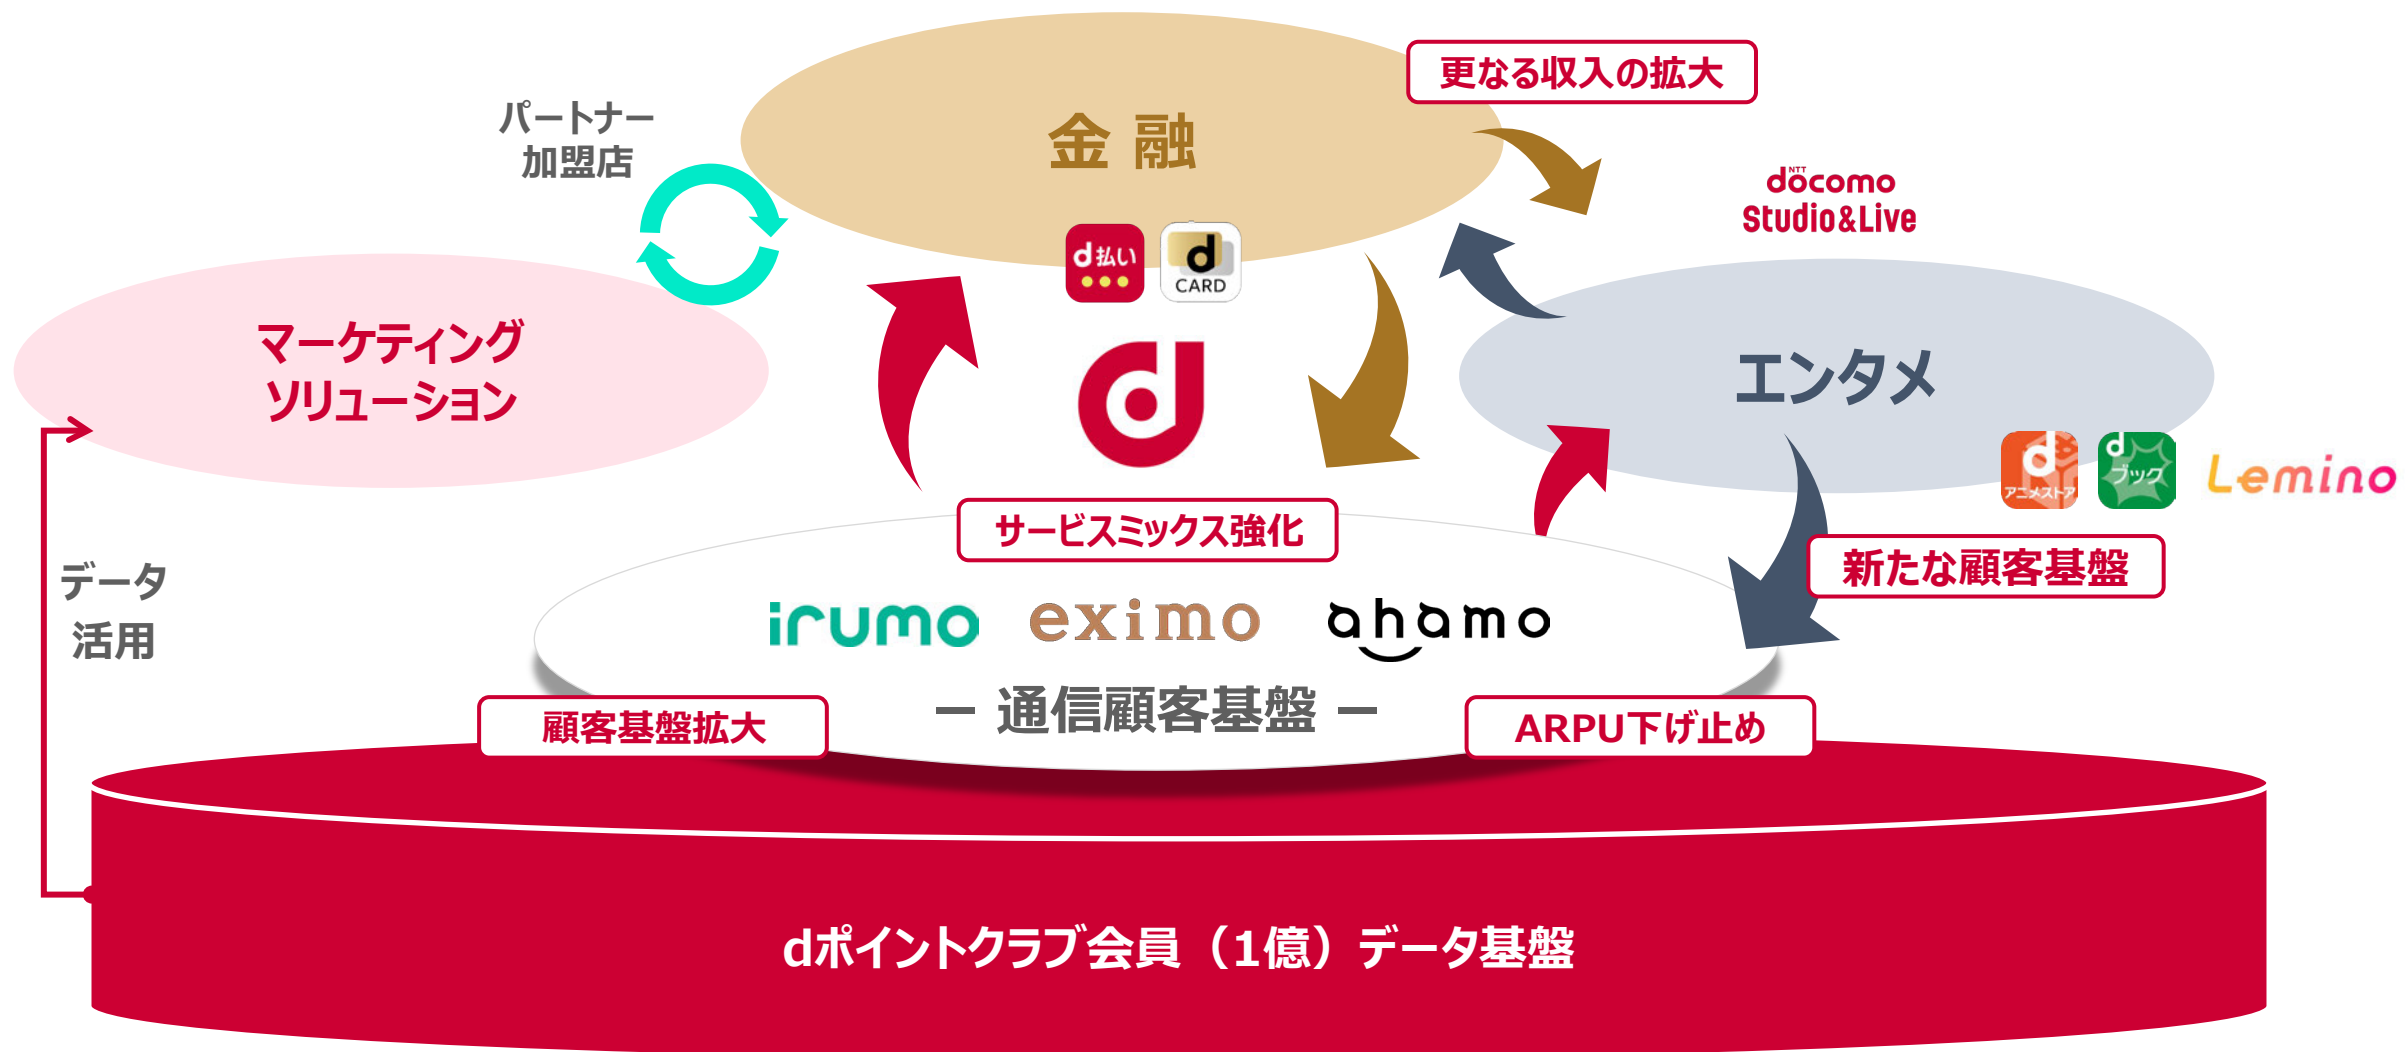 更なる収入の拡大
パートナー
加盟店
金 融
NTT
docomo
Studio&Live
d払い
d
CARD
マーケティング
ソリューション
d
エンタメ
d
アニメストア
d
ブック
Lemino
サービスミックス強化
新たな顧客基盤
データ
活用
irumo
eximo
ahamo
― 通信顧客基盤 ―
顧客基盤拡大
ARPU下げ止め
dポイントクラブ会員（1億）データ基盤